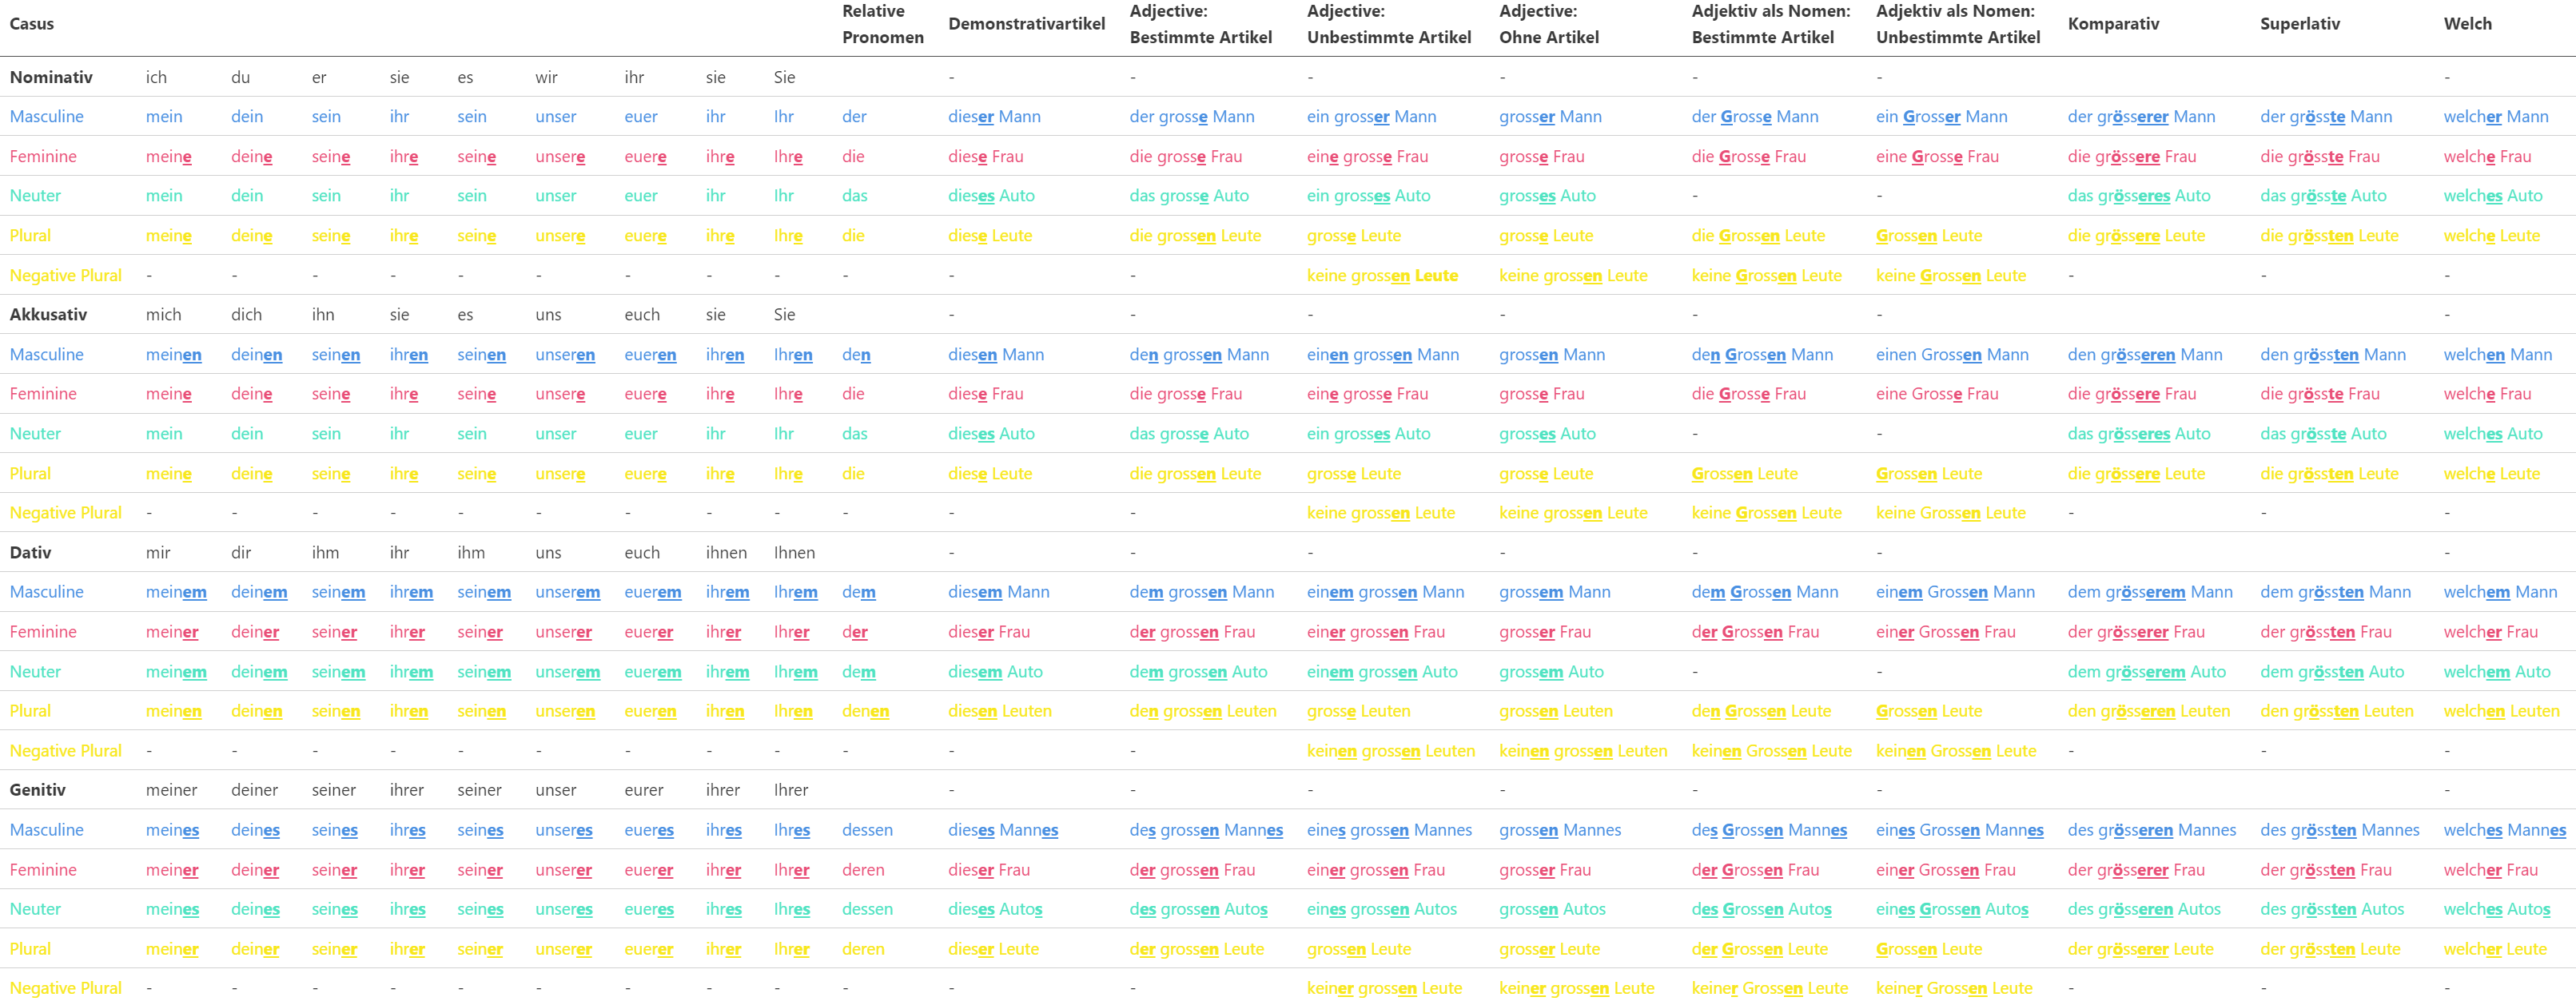 Casus Relative Pronomen Demonstrativartikel Adjective: Bestimmte Artikel Adjective: Unbestimmte Artikel Adjective: Ohne Artikel Adjektiv als Nomen: Bestimmte Artikel Adjektiv als Nomen: Unbestimmte Artikel Komparativ Superlativ Welch
Nominativ ich du er sie es wir ihr sie Sie - - - - - - -
Masculine mein dein sein ihr sein unser euer ihr Ihr der dieser Mann der grosse Mann ein grosser Mann grosser Mann der Grosse Mann ein Grosser Mann der grösserer Mann der grösste Mann welcher Mann
Feminine meine deine seine ihre seine unsere euere ihre Ihre die diese Frau die grosse Frau eine grosse Frau grosse Frau die Grosse Frau eine Grosse Frau die grössere Frau die grösste Frau welche Frau
Neuter mein dein sein ihr sein unser euer ihr Ihr das dieses Auto das grosse Auto ein grosses Auto grosses Auto - - das grösseres Auto das grösste Auto welches Auto
Plural meine deine seine ihre seine unsere euere ihre Ihre die diese Leute die grossen Leute grosse Leute grosse Leute die Grossen Leute Grossen Leute die grössere Leute die grössten Leute welche Leute
Negative Plural - - - - - - - - - - - - keine grossen Leute keine grossen Leute keine Grossen Leute keine Grossen Leute - - -
Akkusativ mich dich ihn sie es uns euch sie Sie - - - - - - -
Masculine meinen deinen seinen ihren seinen unseren eueren ihren Ihren den diesen Mann den grossen Mann einen grossen Mann grossen Mann den Grossen Mann einen Grossen Mann den grösseren Mann den grössten Mann welchen Mann
Feminine meine deine seine ihre seine unsere euere ihre Ihre die diese Frau die grosse Frau eine grosse Frau grosse Frau die Grosse Frau eine Grosse Frau die grössere Frau die grösste Frau welche Frau
Neuter mein dein sein ihr sein unser euer ihr Ihr das dieses Auto das grosse Auto ein grosses Auto grosses Auto - - das grösseres Auto das grösste Auto welches Auto
Plural meine deine seine ihre seine unsere euere ihre Ihre die diese Leute die grossen Leute grosse Leute grosse Leute Grossen Leute Grossen Leute die grössere Leute die grössten Leute welche Leute
Negative Plural - - - - - - - - - - - - keine grossen Leute keine grossen Leute keine Grossen Leute keine Grossen Leute - - -
Dativ mir dir ihm ihr ihm uns euch ihnen Ihnen - - - - - - -
Masculine meinem deinem seinem ihrem seinem unserem euerem ihrem Ihrem dem diesem Mann dem grossen Mann einem grossen Mann grossem Mann dem Grossen Mann einem Grossen Mann dem grösserem Mann dem grössten Mann welchem Mann
Feminine meiner deiner seiner ihrer seiner unserer euerer ihrer Ihrer der dieser Frau der grossen Frau einer grossen Frau grosser Frau der Grossen Frau einer Grossen Frau der grösserer Frau der grössten Frau welcher Frau
Neuter meinem deinem seinem ihrem seinem unserem euerem ihrem Ihrem dem diesem Auto dem grossen Auto einem grossen Auto grossem Auto - - dem grösserem Auto dem grössten Auto welchem Auto
Plural meinen deinen seinen ihren seinen unseren eueren ihren Ihren denen diesen Leuten den grossen Leuten grosse Leuten grossen Leuten den Grossen Leute Grossen Leute den grösseren Leuten den grössten Leuten welchen Leuten
Negative Plural - - - - - - - - - - - - keinen grossen Leuten keinen grossen Leuten keinen Grossen Leute keinen Grossen Leute - - -
Genitiv meiner deiner seiner ihrer seiner unser eurer ihrer Ihrer - - - - - - -
Masculine meines deines seines ihres seines unseres eueres ihres Ihres dessen dieses Mannes des grossen Mannes eines grossen Mannes grossen Mannes des Grossen Mannes eines Grossen Mannes des grösseren Mannes des grössten Mannes welches Mannes
Feminine meiner deiner seiner ihrer seiner unserer euerer ihrer Ihrer deren dieser Frau der grossen Frau einer grossen Frau grosser Frau der Grossen Frau einer Grossen Frau der grösserer Frau der grössten Frau welcher Frau
Neuter meines deines seines ihres seines unseres eueres ihres Ihres dessen dieses Autos des grossen Autos eines grossen Autos grossen Autos des Grossen Autos eines Grossen Autos des grösseren Autos des grössten Autos welches Autos
Plural meiner deiner seiner ihrer seiner unserer euerer ihrer Ihrer deren dieser Leute der grossen Leute grossen Leute grosser Leute der Grossen Leute Grossen Leute der grösserer Leute der grössten Leute welcher Leute
Negative Plural - - - - - - - - - - - - keiner grossen Leute keiner grossen Leute keiner Grossen Leute keiner Grossen Leute - - -